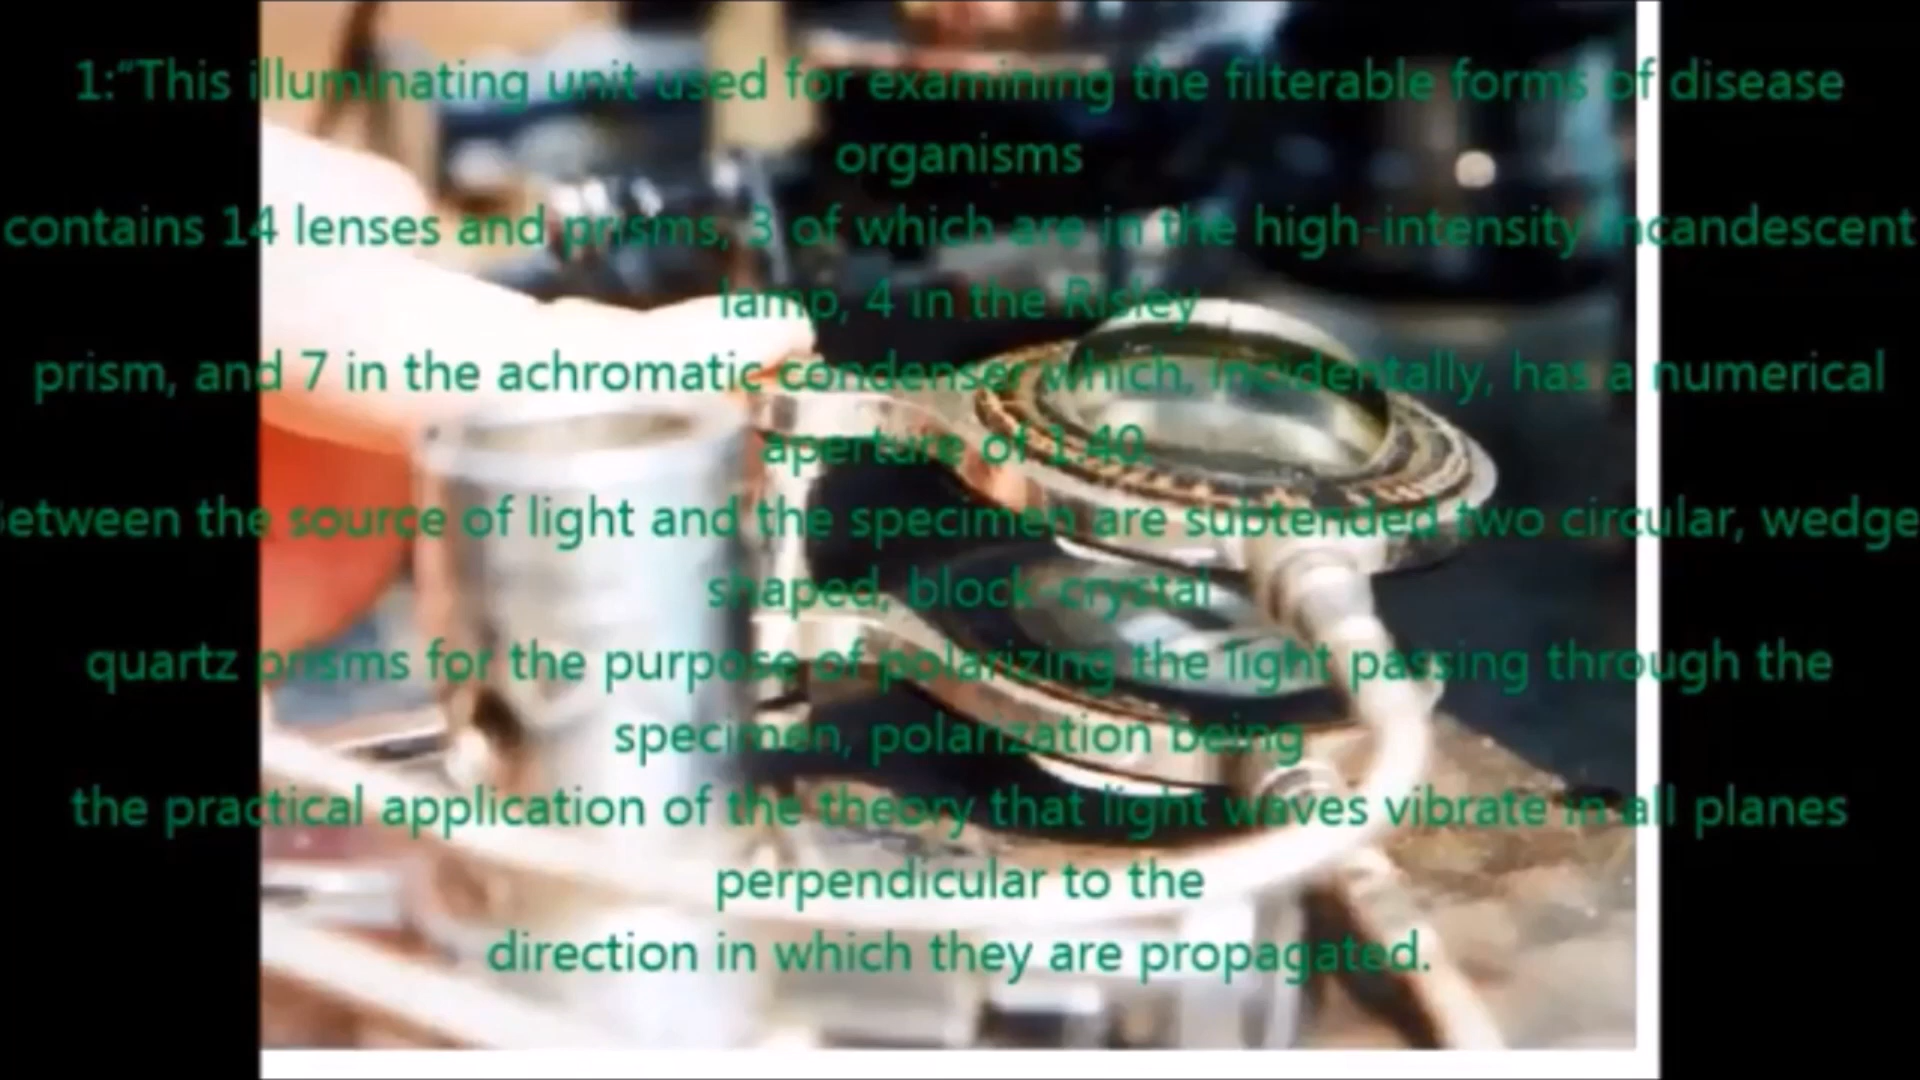 1:“This illuminating unit used for examining the filterable forms of disease
organisms
contains 14 lenses and prisms, 3 of which are in the high-intensity incandescent
lamp, 4 in the Risley
prism, and 7 in the achromatic condenser which, incidentally, has a numerical
aperture of 1.40.
Between the source of light and the specimen are subtended two circular, wedge
shaped, block-crystal
quartz prisms for the purpose of polarizing the light passing through the
specimen, polarization being
the practical application of the theory that light waves vibrate in all planes
perpendicular to the
direction in which they are propagated.